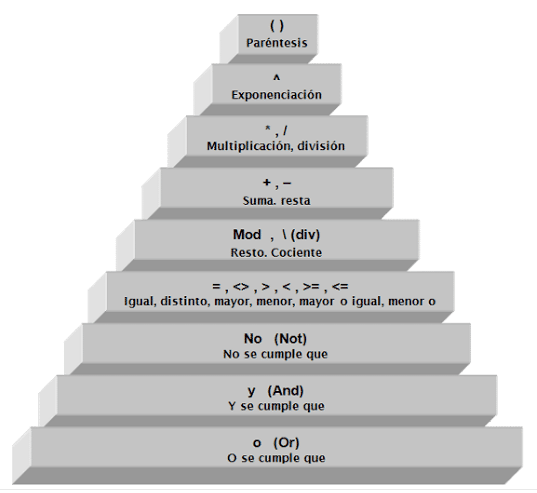 ( )
Paréntesis
^
Exponenciación
* , /
Multiplicación, división
+ , –
Suma. resta
Mod , \ (div)
Resto. Cociente
= , <> , > , < , >= , <=
Igual, distinto, mayor, menor, mayor o igual, menor o
No (Not)
No se cumple que
y (And)
Y se cumple que
o (Or)
O se cumple que